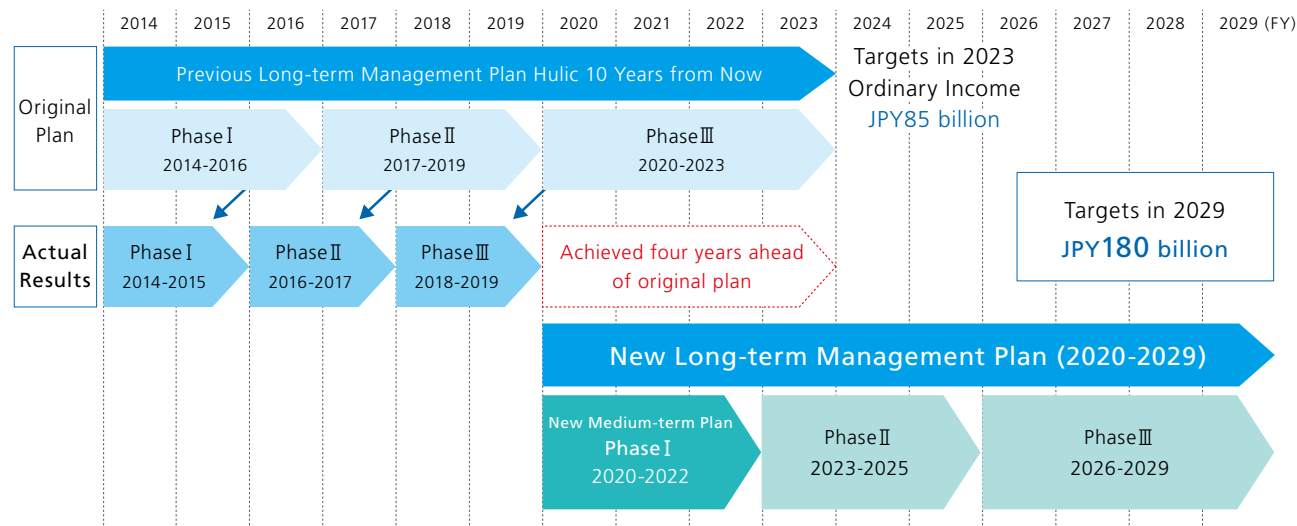 2014 2015 2016 2017 2018 2019 2020 2021 2022 2023 2024 2025 2026 2027 2028 2029 (FY)
Original
Plan
Previous Long-term Management Plan Hulic 10 Years from Now
Targets in 2023
Ordinary Income
JPY85 billion
PhaseⅠ
2014-2016
PhaseⅡ
2017-2019
PhaseⅢ
2020-2023
Targets in 2029
JPY180 billion
Actual
Results
PhaseⅠ
2014-2015
PhaseⅡ
2016-2017
PhaseⅢ
2018-2019
Achieved four years ahead
of original plan
New Long-term Management Plan (2020-2029)
New Medium-term Plan
PhaseⅠ
2020-2022
PhaseⅡ
2023-2025
PhaseⅢ
2026-2029